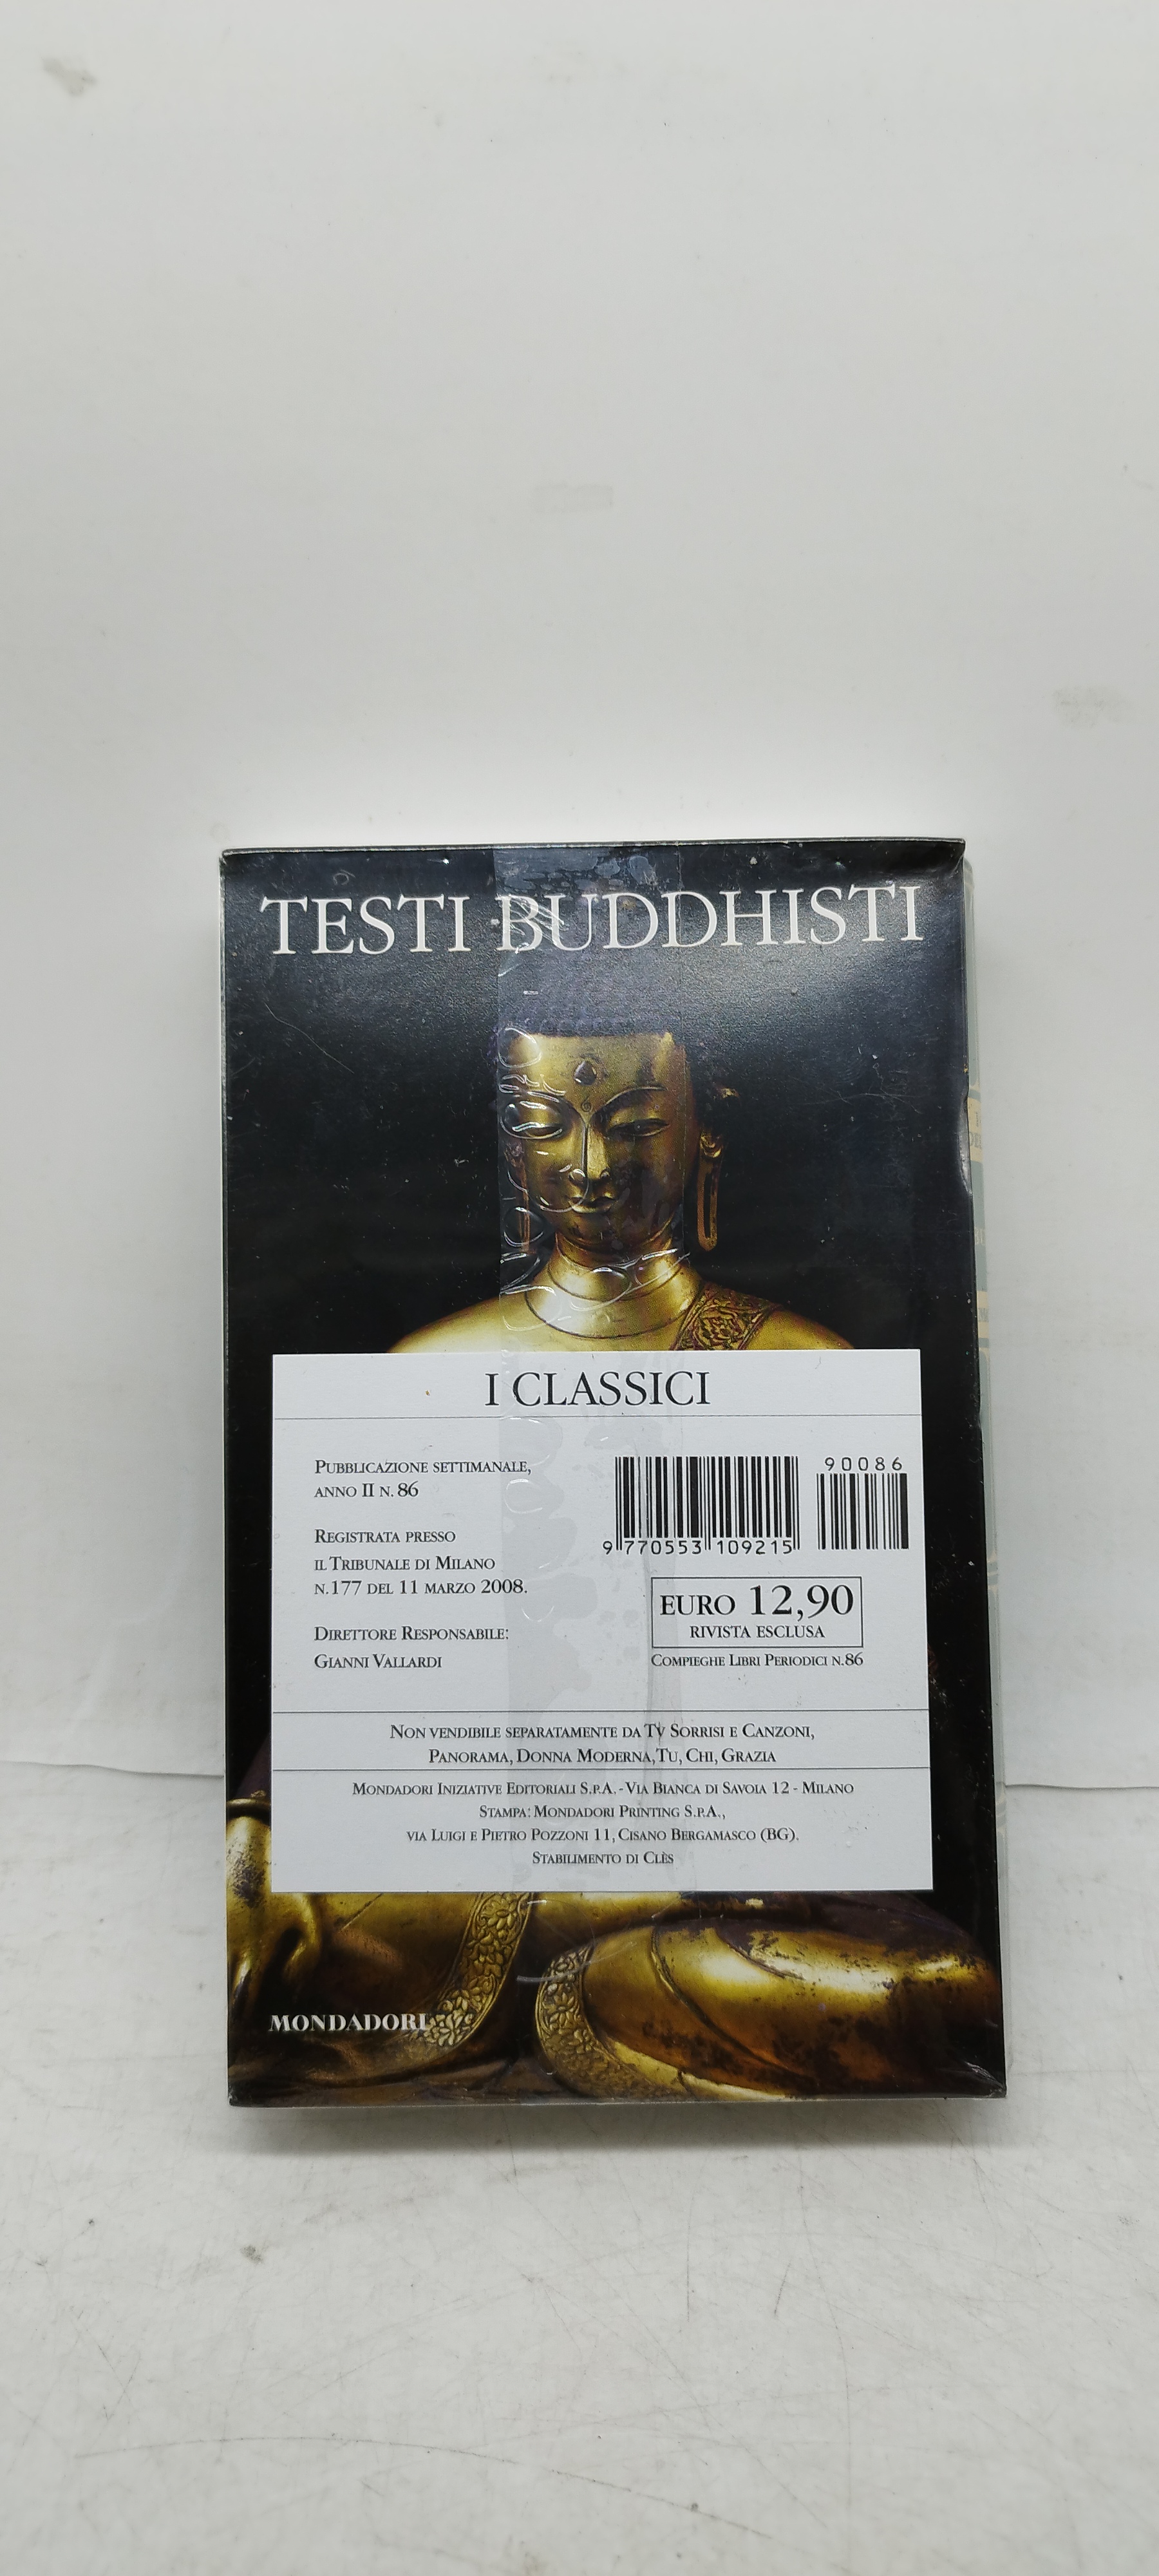 TESTI BUDDHISTI
I CLASSICI
PUBBLICAZIONE SETTIMANALE,
ANNO II N. 86
REGISTRATA PRESSO
IL TRIBUNALE DI MILANO
N.177 DEL 11 MARZO 2008.
DIRETTORE RESPONSABILE:
GIANNI VALLARDI
90086
9 770553 109215
EURO 12,90
RIVISTA ESCLUSA
COMPIEGHE LIBRI PERIODICI N.86
NON VENDIBILE SEPARATAMENTE DA TV SORRISI E CANZONI,
PANORAMA, DONNA MODERNA, TU, CHI, GRAZIA
MONDADORI INIZIATIVE EDITORIALI S.P.A. - VIA BIANCA DI SAVOIA 12 - MILANO
STAMPA: MONDADORI PRINTING S.P.A.,
VIA LUIGI E PIETRO POZZONI 11, CISANO BERGAMASCO (BG).
STABILIMENTO DI CLÈS
MONDADORI